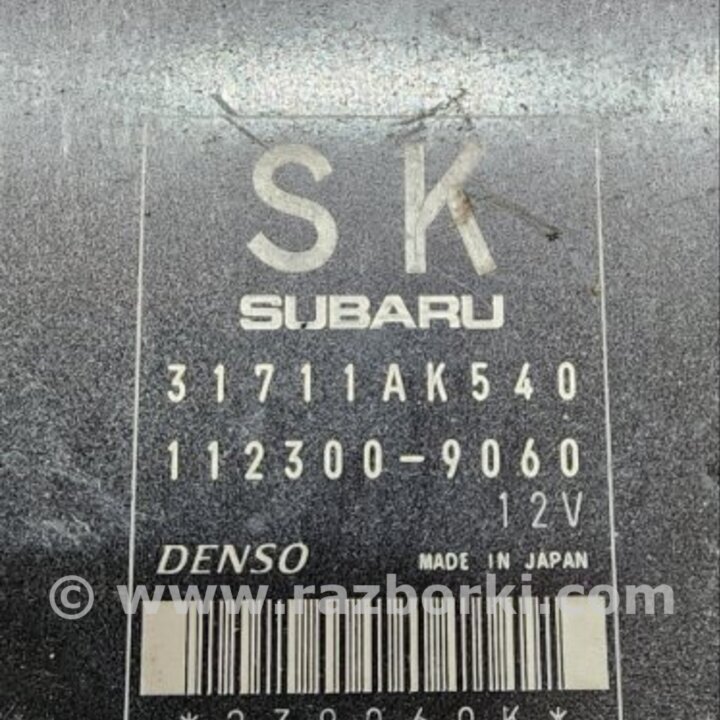 SK
SUBARU
31711AK540
112300-9060
12V
DENSO MADE IN JAPAN
© www.razborki.com